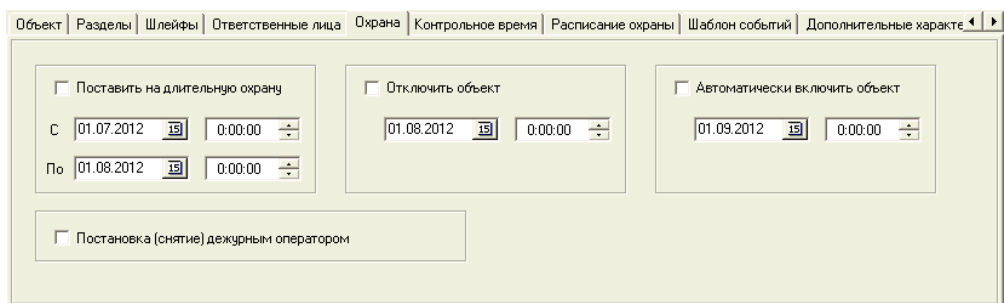 Объект Разделы Шлейфы Ответственные лица Охрана Контрольное время Расписание охраны Шаблон событий Дополнительные характе
Поставить на длительную охрану Отключить объект Автоматически включить объект
С 01.07.2012 15 0:00:00 01.08.2012 15 0:00:00 01.09.2012 15 0:00:00
По 01.08.2012 15 0:00:00
Постановка (снятие) дежурным оператором